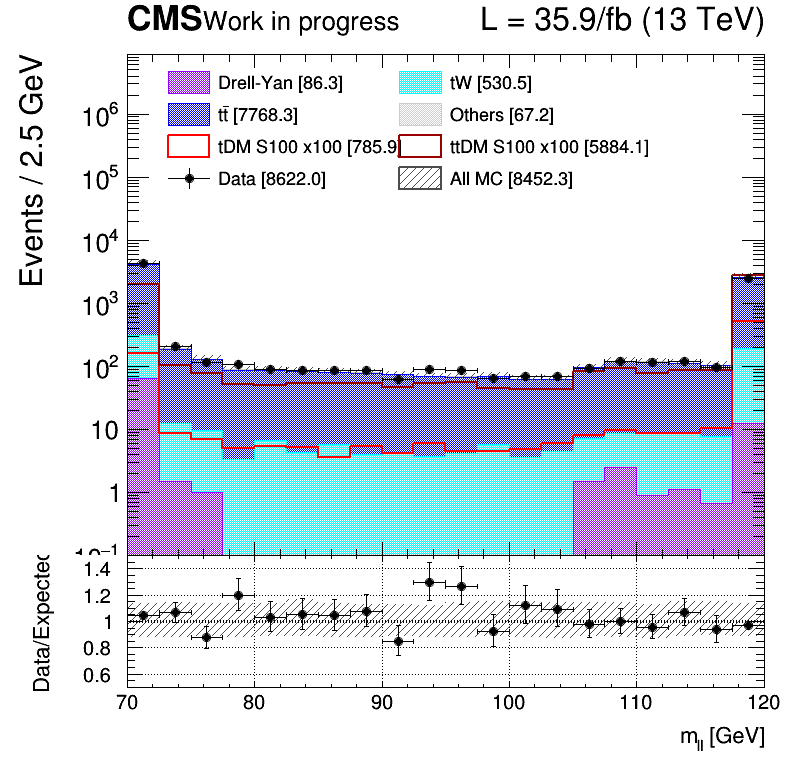 CMS Work in progress L = 35.9/fb (13 TeV)
Events / 2.5 GeV
Drell-Yan [86.3] tW [530.5]
tt̄ [7768.3] Others [67.2]
tDM S100 x100 [785.9] ttDM S100 x100 [5884.1]
Data [8622.0] All MC [8452.3]
10⁶
10⁵
10⁴
10³
10²
10
1
10⁻¹
Data/Expected
1.4
1.2
1
0.8
0.6
70 80 90 100 110 120
m_ll [GeV]